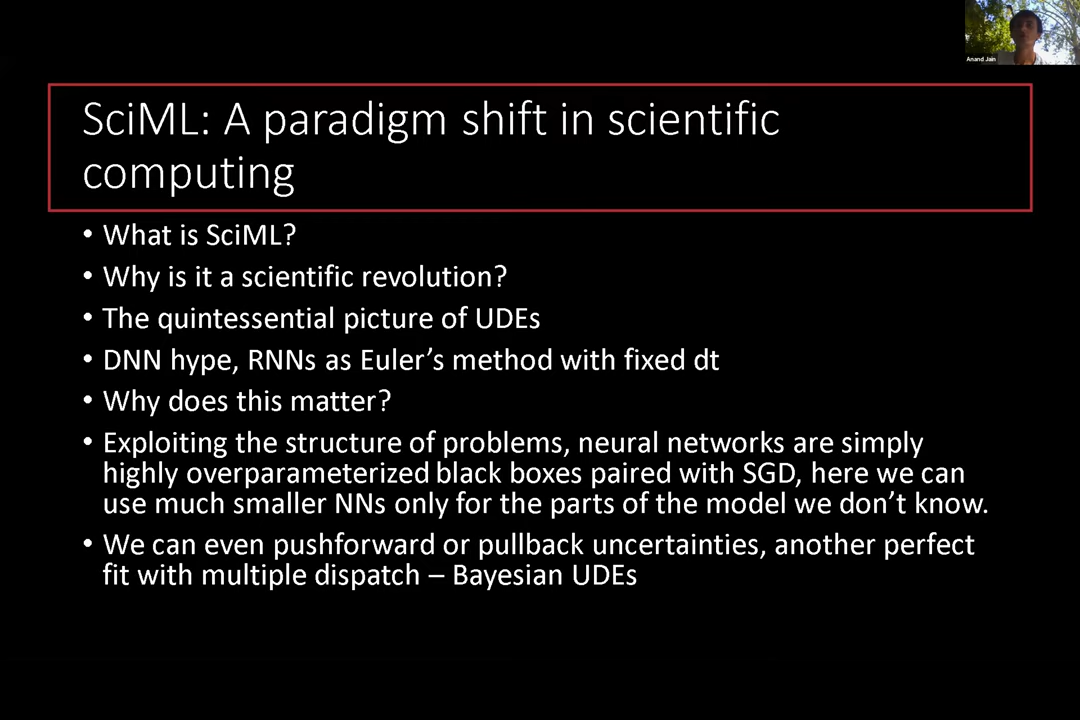 Anand Jain
SciML: A paradigm shift in scientific
computing
• What is SciML?
• Why is it a scientific revolution?
• The quintessential picture of UDEs
• DNN hype, RNNs as Euler’s method with fixed dt
• Why does this matter?
• Exploiting the structure of problems, neural networks are simply
highly overparameterized black boxes paired with SGD, here we can
use much smaller NNs only for the parts of the model we don’t know.
• We can even pushforward or pullback uncertainties, another perfect
fit with multiple dispatch – Bayesian UDEs